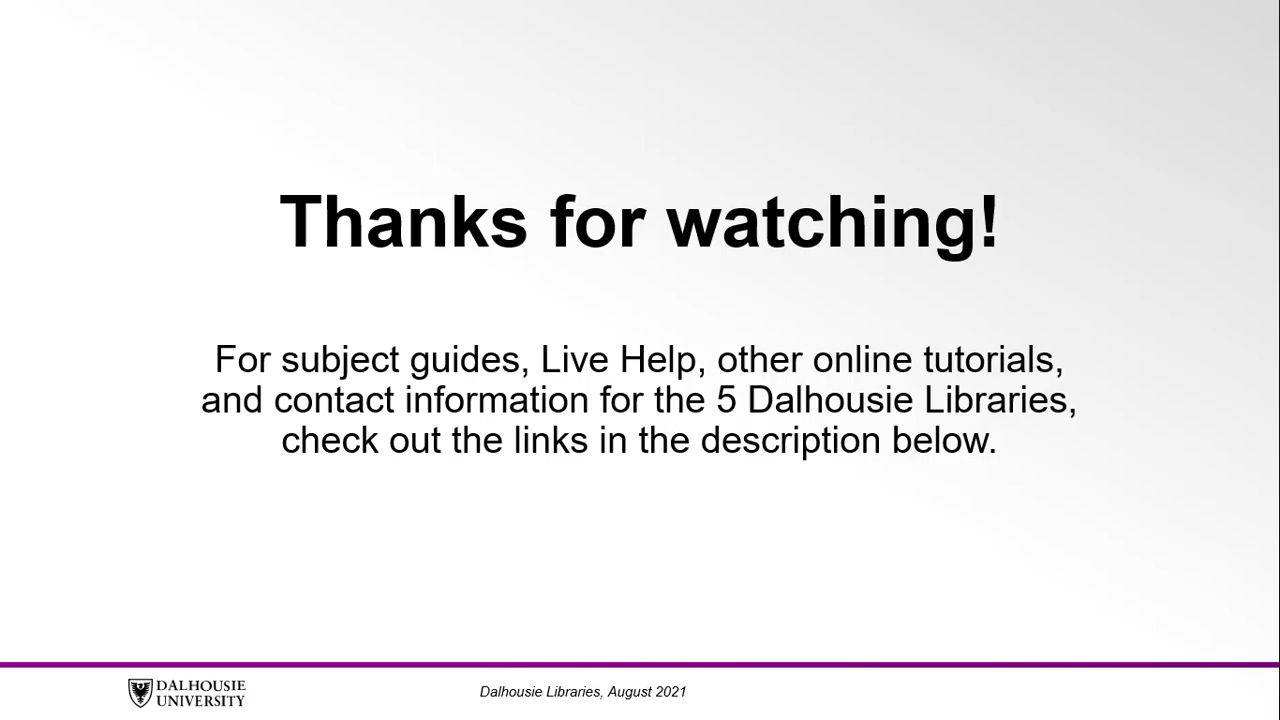 Thanks for watching!
For subject guides, Live Help, other online tutorials,
and contact information for the 5 Dalhousie Libraries,
check out the links in the description below.
DALHOUSIE
UNIVERSITY
Dalhousie Libraries, August 2021